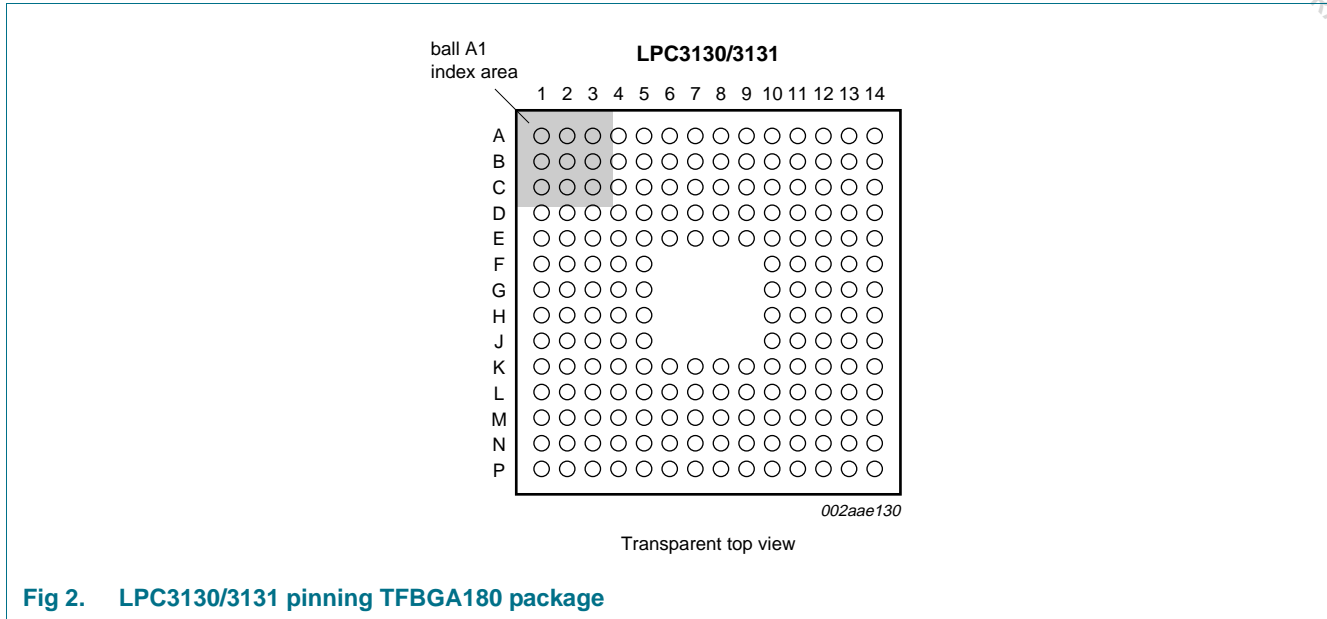 ball A1
index area
LPC3130/3131
1 2 3 4 5 6 7 8 9 10 11 12 13 14
A
B
C
D
E
F
G
H
J
K
L
M
N
P
002aae130
Transparent top view
Fig 2. LPC3130/3131 pinning TFBGA180 package